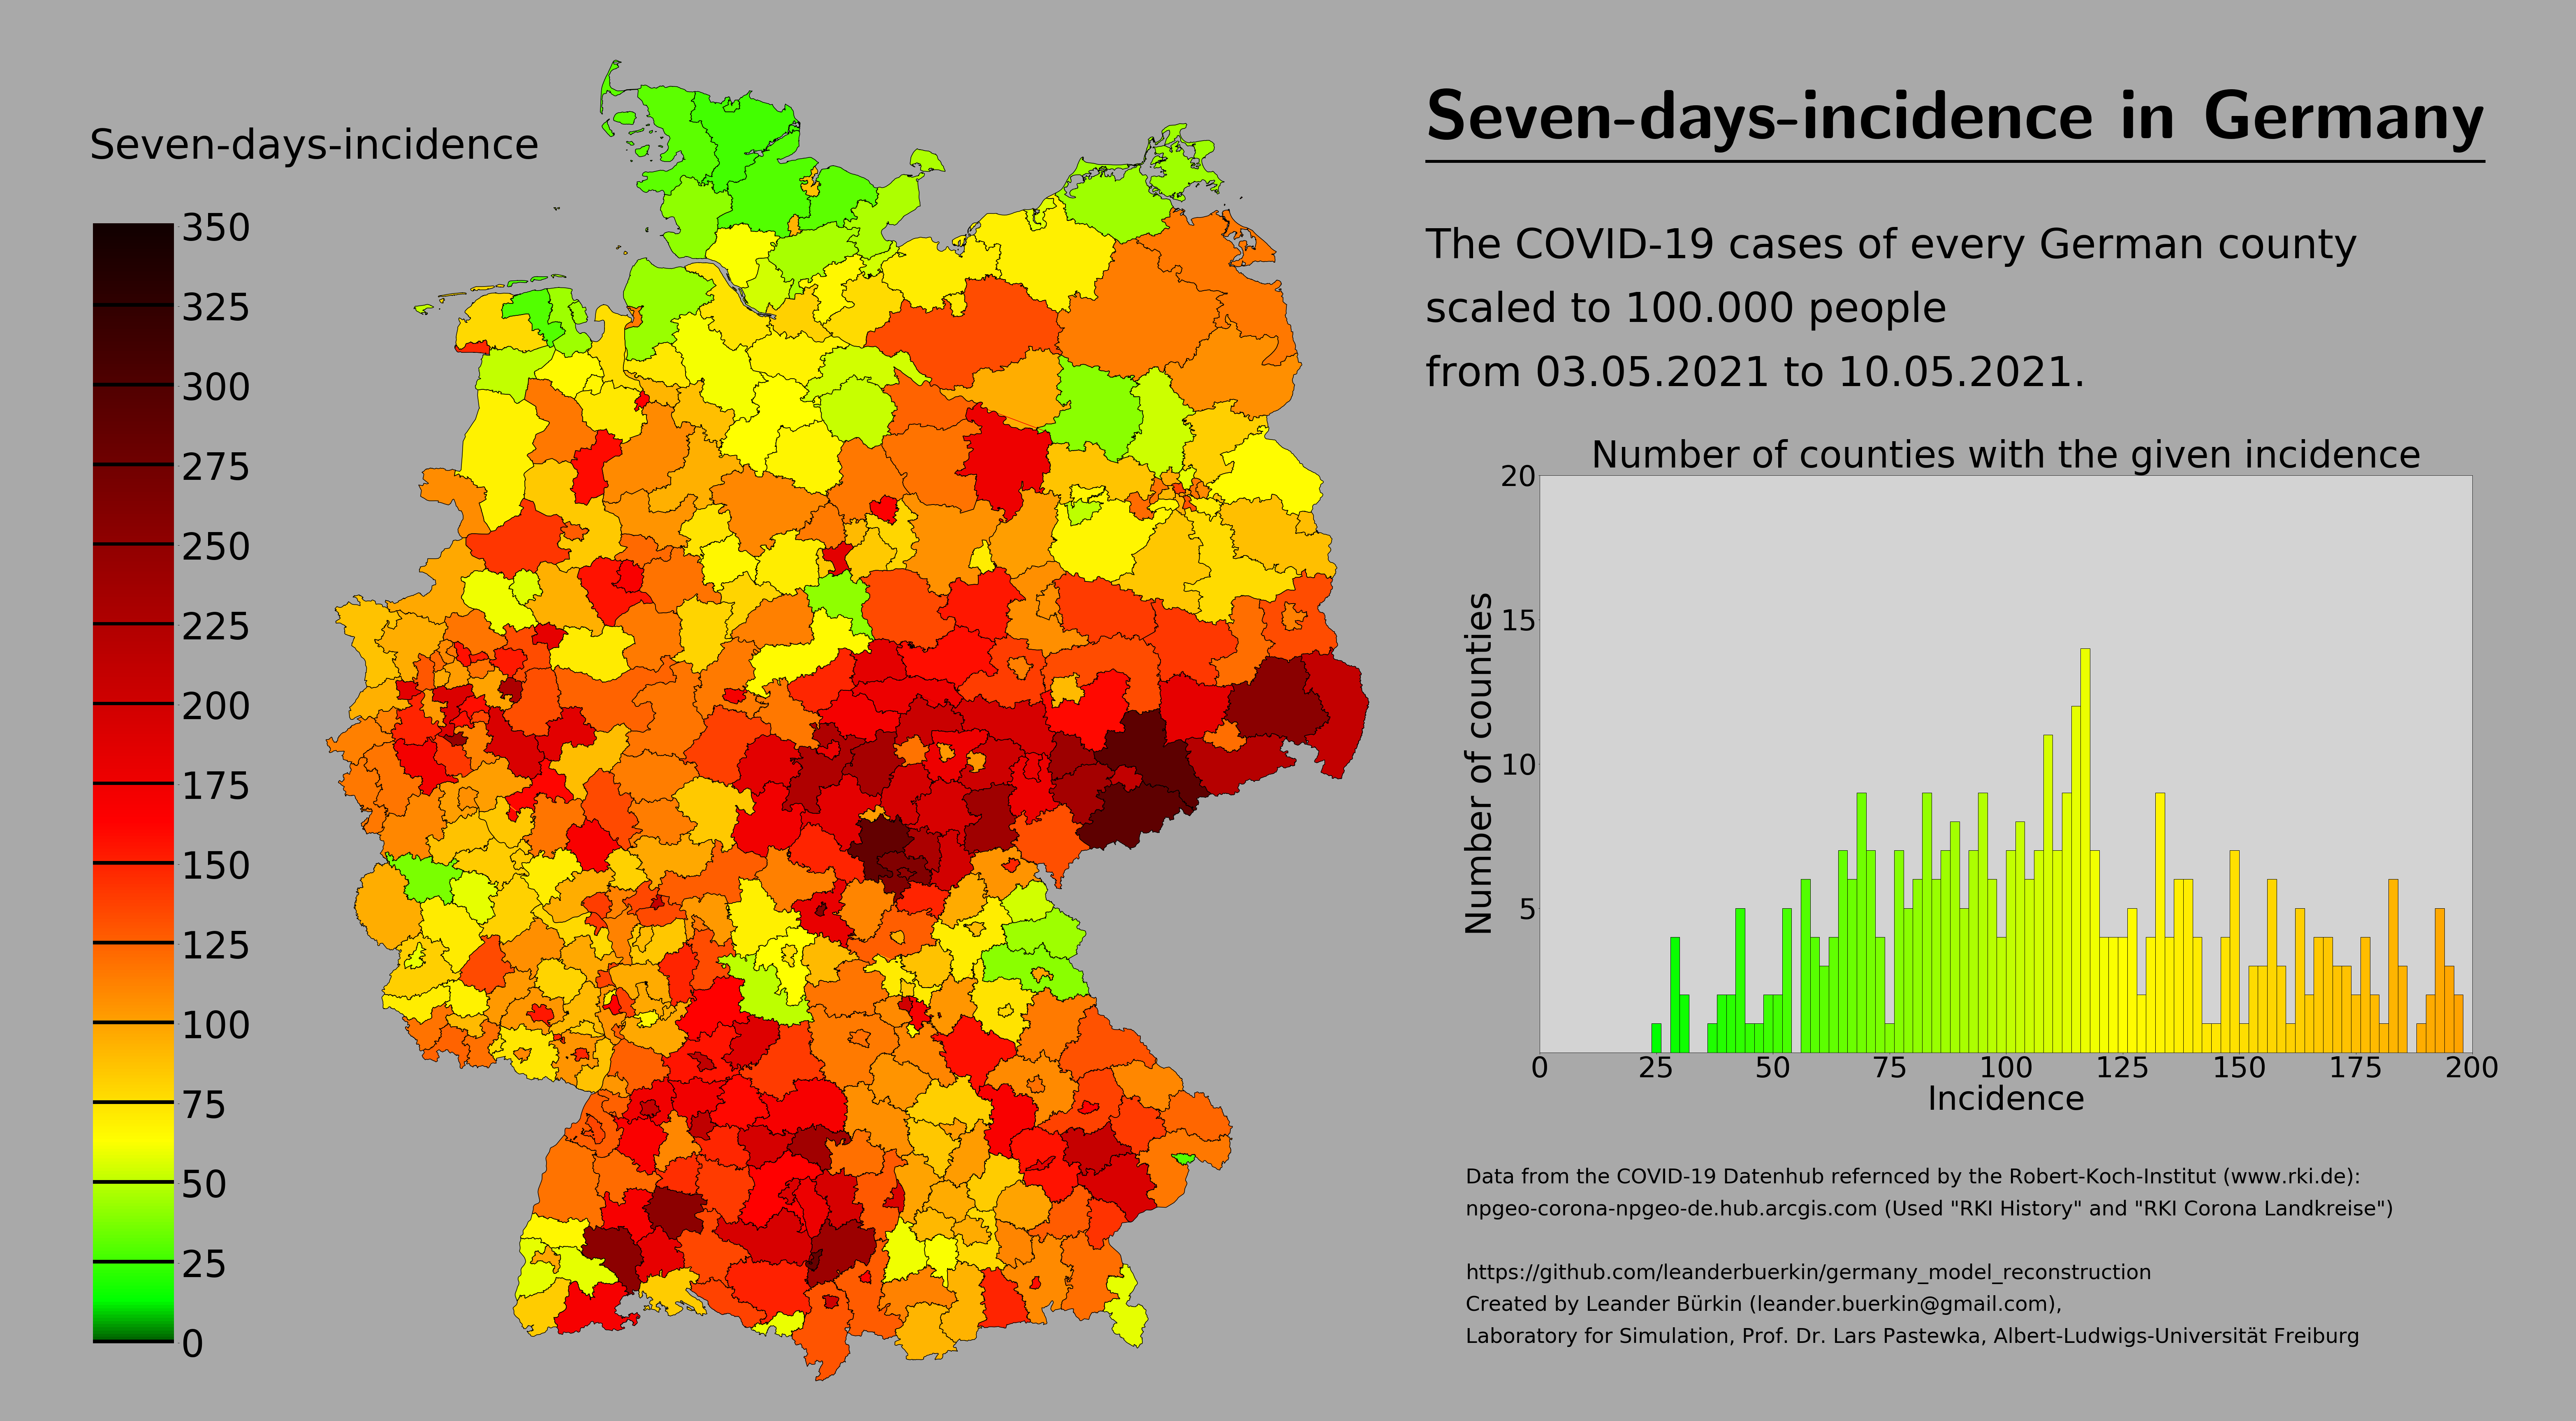 Seven-days-incidence in Germany
Seven-days-incidence
350
325
300
275
250
225
200
175
150
125
100
75
50
25
0
The COVID-19 cases of every German county
scaled to 100.000 people
from 03.05.2021 to 10.05.2021.
Number of counties with the given incidence
20
15
10
5
Number of counties
0 25 50 75 100 125 150 175 200
Incidence
Data from the COVID-19 Datenhub refernced by the Robert-Koch-Institut (www.rki.de):
npgeo-corona-npgeo-de.hub.arcgis.com (Used "RKI History" and "RKI Corona Landkreise")
https://github.com/leanderbuerkin/germany_model_reconstruction
Created by Leander Bürkin (leander.buerkin@gmail.com),
Laboratory for Simulation, Prof. Dr. Lars Pastewka, Albert-Ludwigs-Universität Freiburg